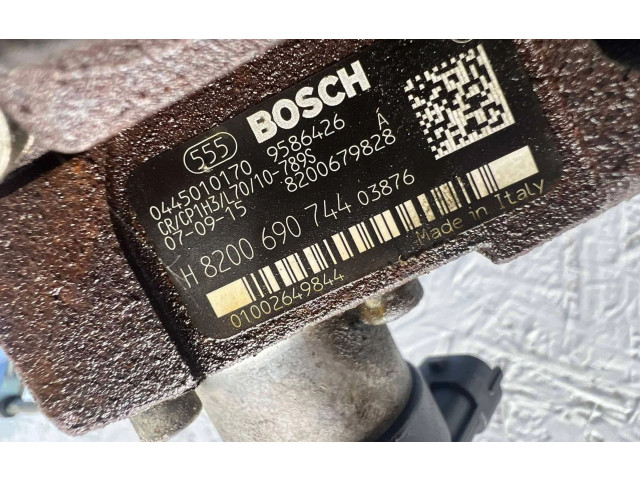 555 BOSCH
0445010170 9586426 A
CR/CP1H3/L70/10-789S
07-09-15 8200679828
H 8200 690 744 03876
01002649844 Made in Italy